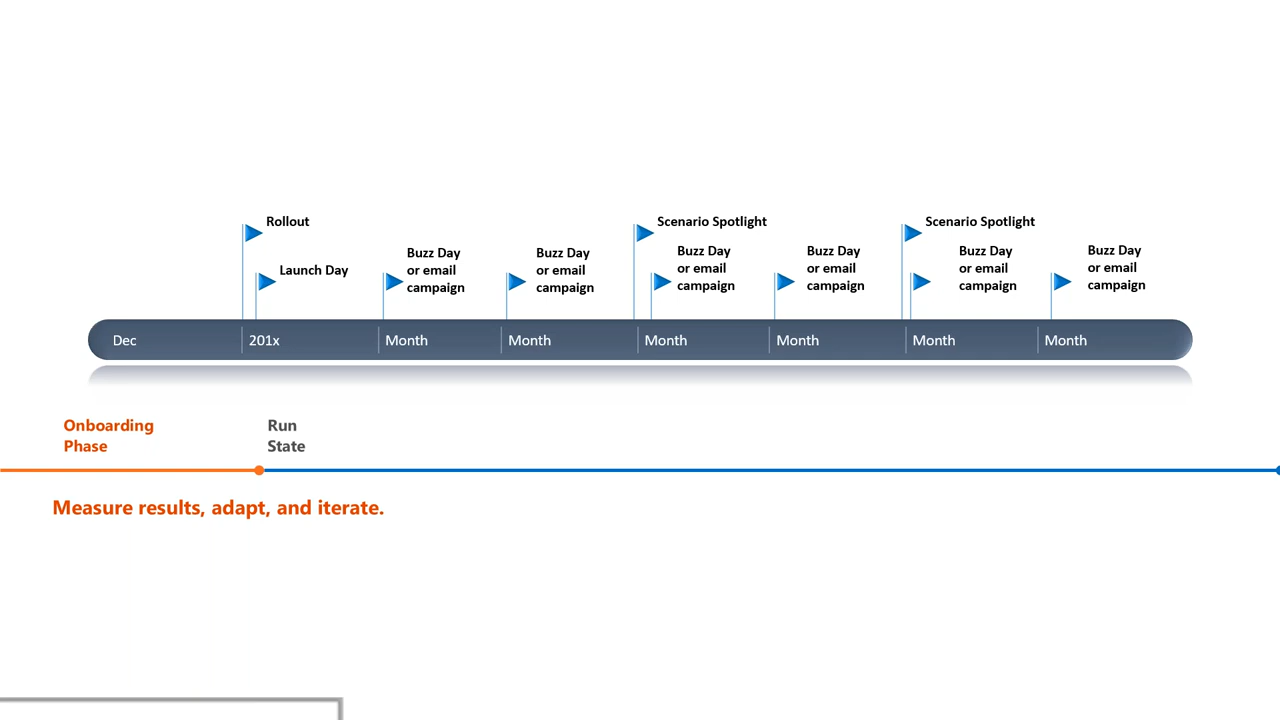 Rollout
Scenario Spotlight
Scenario Spotlight
Launch Day
Buzz Day
or email
campaign
Buzz Day
or email
campaign
Buzz Day
or email
campaign
Buzz Day
or email
campaign
Buzz Day
or email
campaign
Buzz Day
or email
campaign
Dec
201x
Month
Month
Month
Month
Month
Month
Onboarding
Phase
Run
State
Measure results, adapt, and iterate.